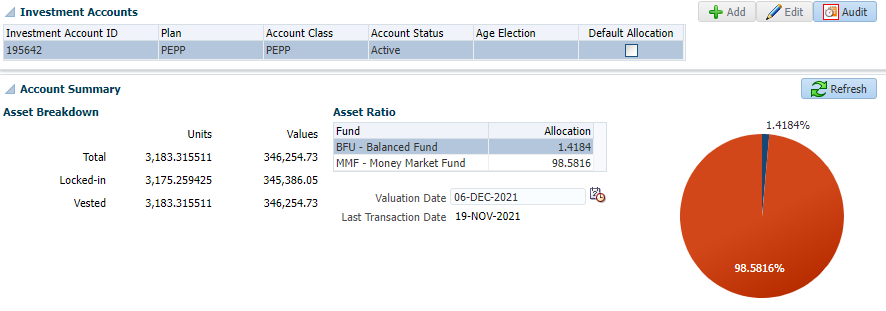 Investment Accounts Add Edit Audit
Investment Account ID Plan Account Class Account Status Age Election Default Allocation
195642 PEPP PEPP Active
Account Summary Refresh
Asset Breakdown Asset Ratio
Units Values Fund Allocation
1.4184%
BFU - Balanced Fund 1.4184
Total 3,183.315511 346,254.73 MMF - Money Market Fund 98.5816
Locked-in 3,175.259425 345,386.05
Valuation Date 06-DEC-2021
Vested 3,183.315511 346,254.73
Last Transaction Date 19-NOV-2021
98.5816%